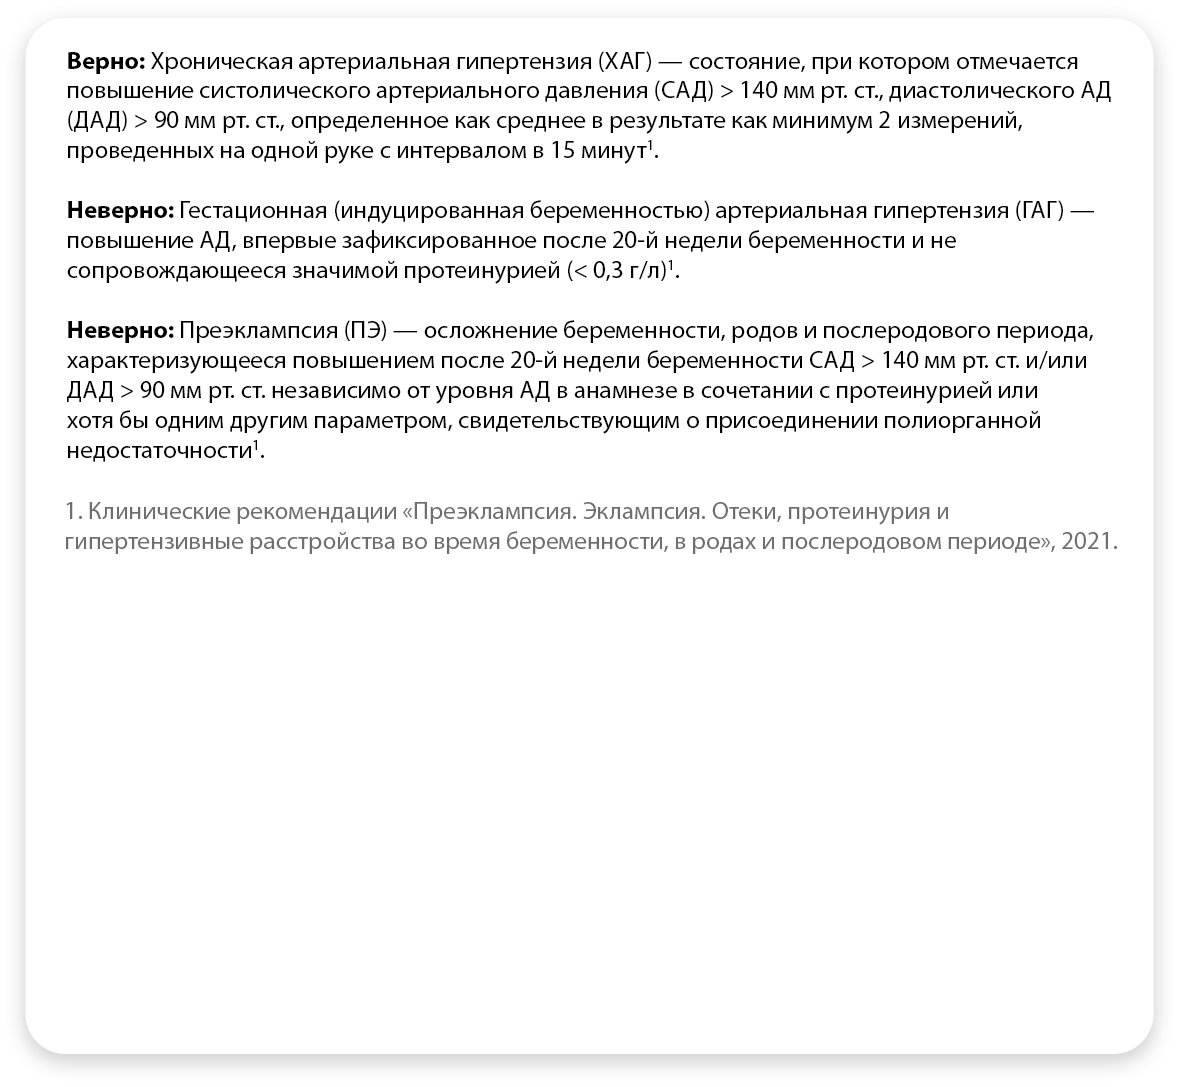 Верно: Хроническая артериальная гипертензия (ХАГ) — состояние, при котором отмечается
повышение систолического артериального давления (САД) > 140 мм рт. ст., диастолического АД
(ДАД) > 90 мм рт. ст., определенное как среднее в результате как минимум 2 измерений,
проведенных на одной руке с интервалом в 15 минут¹.
Неверно: Гестационная (индуцированная беременностью) артериальная гипертензия (ГАГ) —
повышение АД, впервые зафиксированное после 20-й недели беременности и не
сопровождающееся значимой протеинурией (< 0,3 г/л)¹.
Неверно: Преэклампсия (ПЭ) — осложнение беременности, родов и послеродового периода,
характеризующееся повышением после 20-й недели беременности САД > 140 мм рт. ст. и/или
ДАД > 90 мм рт. ст. независимо от уровня АД в анамнезе в сочетании с протеинурией или
хотя бы одним другим параметром, свидетельствующим о присоединении полиорганной
недостаточности¹.
1. Клинические рекомендации «Преэклампсия. Эклампсия. Отеки, протеинурия и
гипертензивные расстройства во время беременности, в родах и послеродовом периоде», 2021.